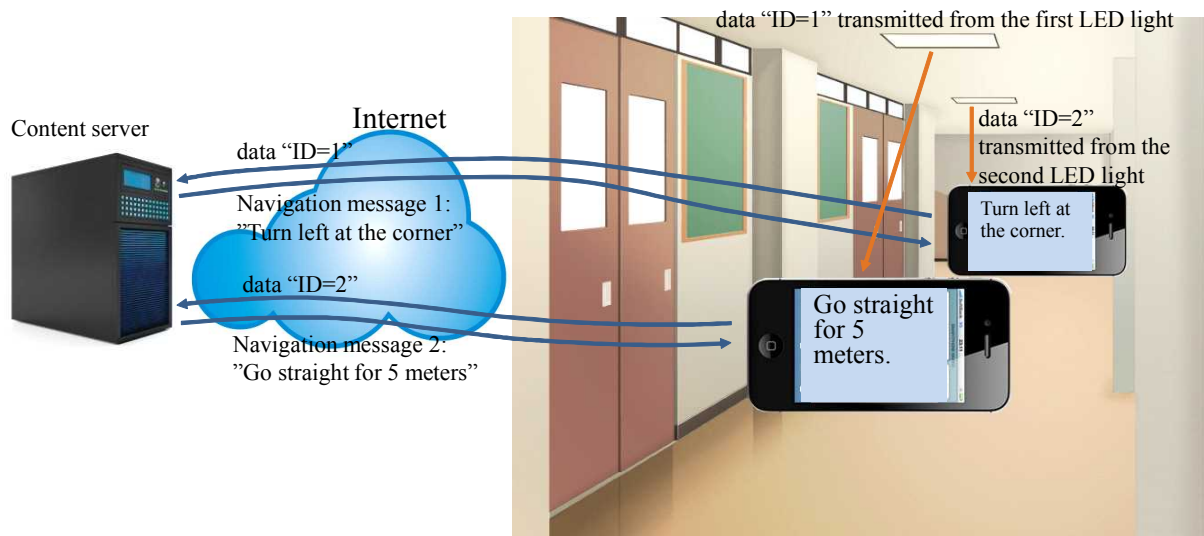 data “ID=1” transmitted from the first LED light
Content server
Internet
data “ID=1”
Navigation message 1:
”Turn left at the corner”
data “ID=2”
Navigation message 2:
”Go straight for 5 meters”
data “ID=2”
transmitted from the
second LED light
Turn left at
the corner.
Go straight
for 5
meters.